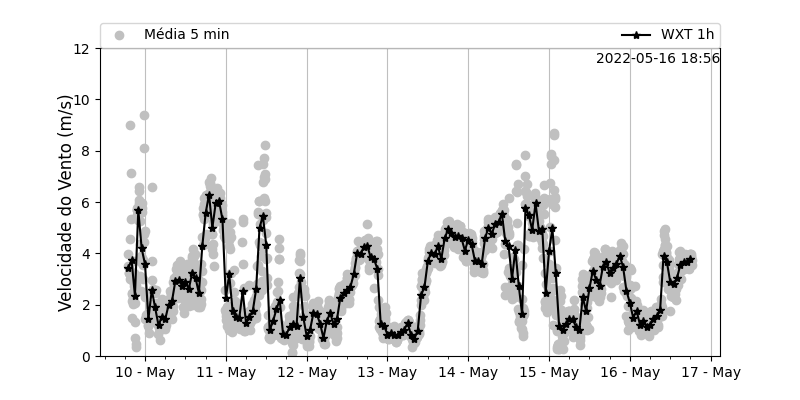 Média 5 min
WXT 1h
2022-05-16 18:56
Velocidade do Vento (m/s)
12
10
8
6
4
2
0
10 - May
11 - May
12 - May
13 - May
14 - May
15 - May
16 - May
17 - May